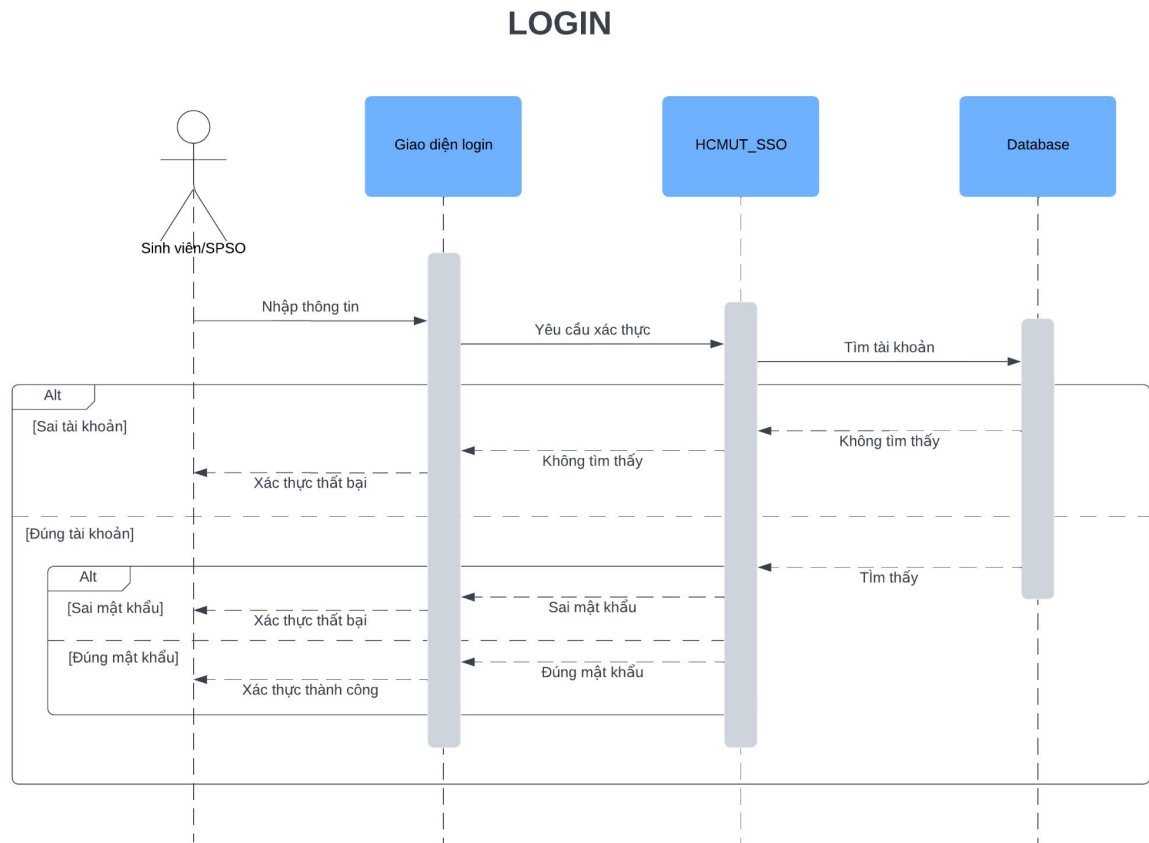 LOGIN
Giao diện login
HCMUT_SSO
Database
Sinh viên/SPSO
Nhập thông tin
Yêu cầu xác thực
Tìm tài khoản
Alt
[Sai tài khoản]
Không tìm thấy
Không tìm thấy
Xác thực thất bại
[Đúng tài khoản]
Alt
TÌm thấy
[Sai mật khẩu]
Sai mật khẩu
Xác thực thất bại
[Đúng mật khẩu]
Đúng mật khẩu
Xác thực thành công